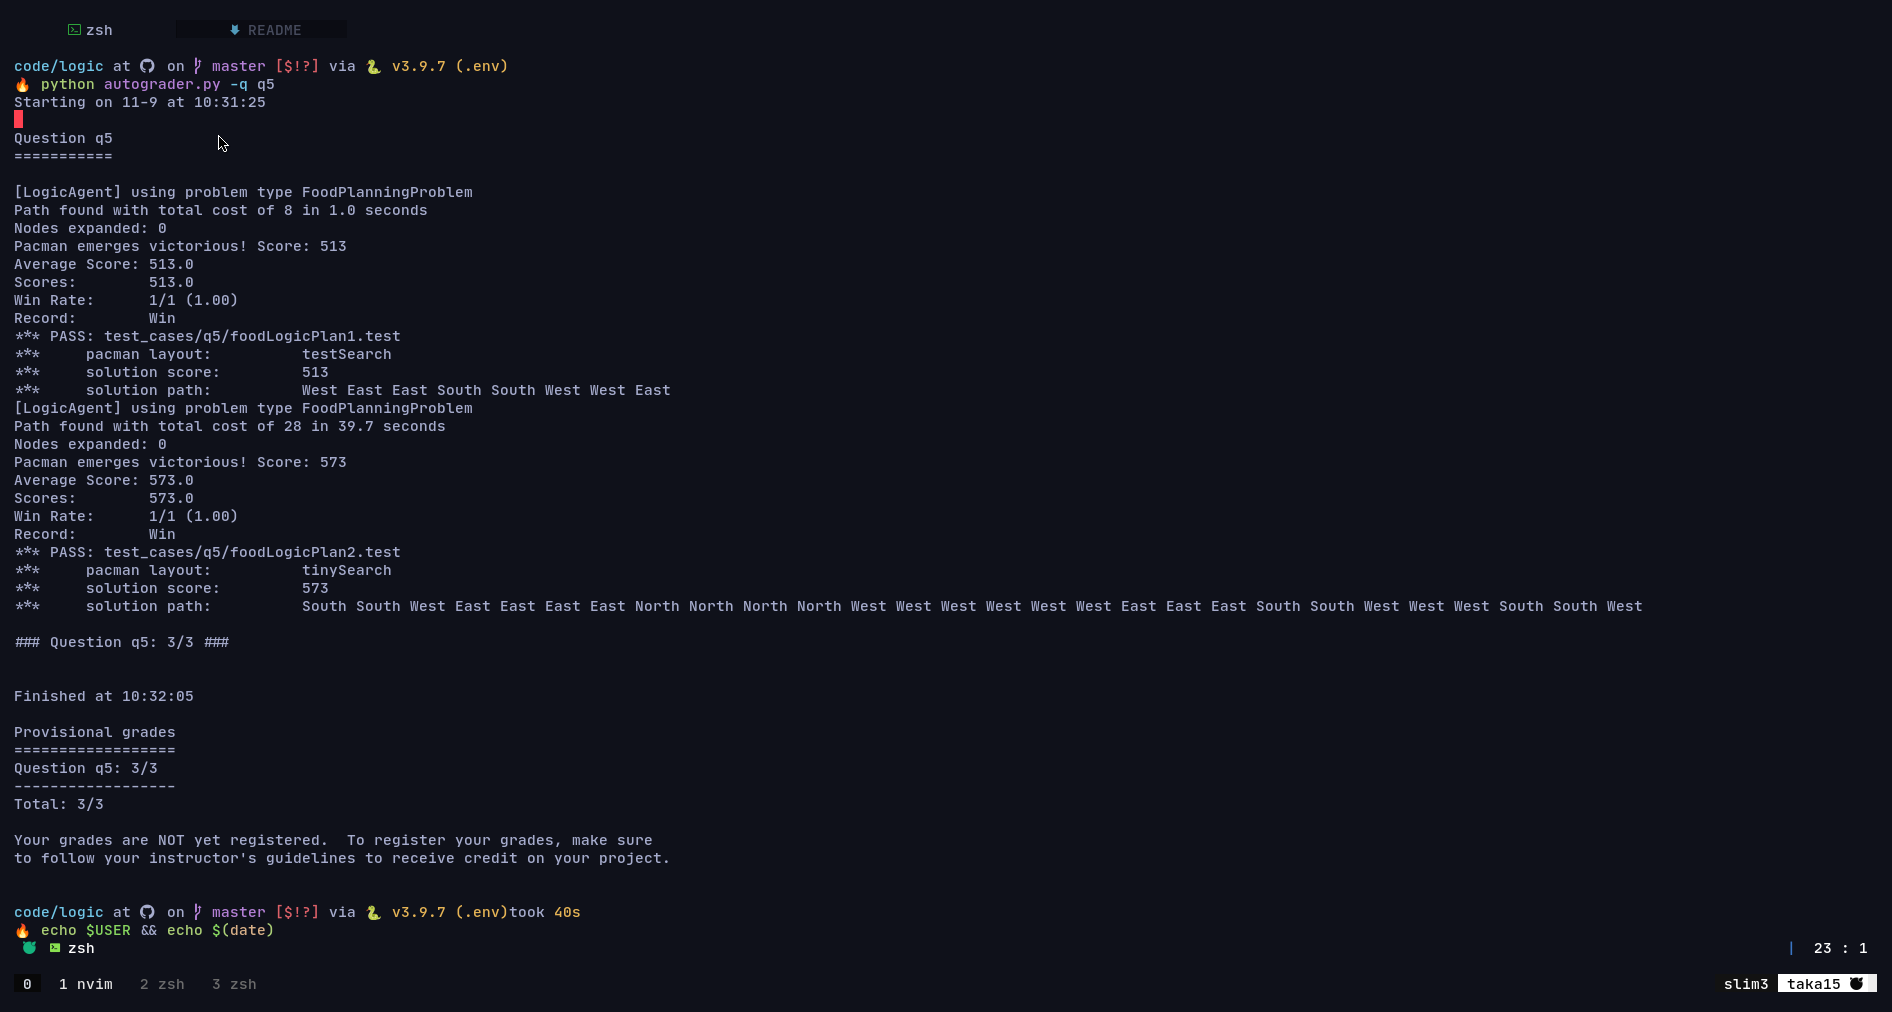 zsh README
code/logic at on master [$!?] via v3.9.7 (.env)
python autograder.py -q q5
Starting on 11-9 at 10:31:25
Question q5
===========
[LogicAgent] using problem type FoodPlanningProblem
Path found with total cost of 8 in 1.0 seconds
Nodes expanded: 0
Pacman emerges victorious! Score: 513
Average Score: 513.0
Scores:        513.0
Win Rate:      1/1 (1.00)
Record:        Win
*** PASS: test_cases/q5/foodLogicPlan1.test
***     pacman layout:          testSearch
***     solution score:         513
***     solution path:          West East East South South West West East
[LogicAgent] using problem type FoodPlanningProblem
Path found with total cost of 28 in 39.7 seconds
Nodes expanded: 0
Pacman emerges victorious! Score: 573
Average Score: 573.0
Scores:        573.0
Win Rate:      1/1 (1.00)
Record:        Win
*** PASS: test_cases/q5/foodLogicPlan2.test
***     pacman layout:          tinySearch
***     solution score:         573
***     solution path:          South South West East East East East North North North North West West West West West West East East East South South West West West South South West
### Question q5: 3/3 ###
Finished at 10:32:05
Provisional grades
==================
Question q5: 3/3
------------------
Total: 3/3
Your grades are NOT yet registered.  To register your grades, make sure
to follow your instructor's guidelines to receive credit on your project.
code/logic at on master [$!?] via v3.9.7 (.env)took 40s
echo $USER && echo $(date)
zsh | 23 : 1
0 1 nvim 2 zsh 3 zsh slim3 taka15